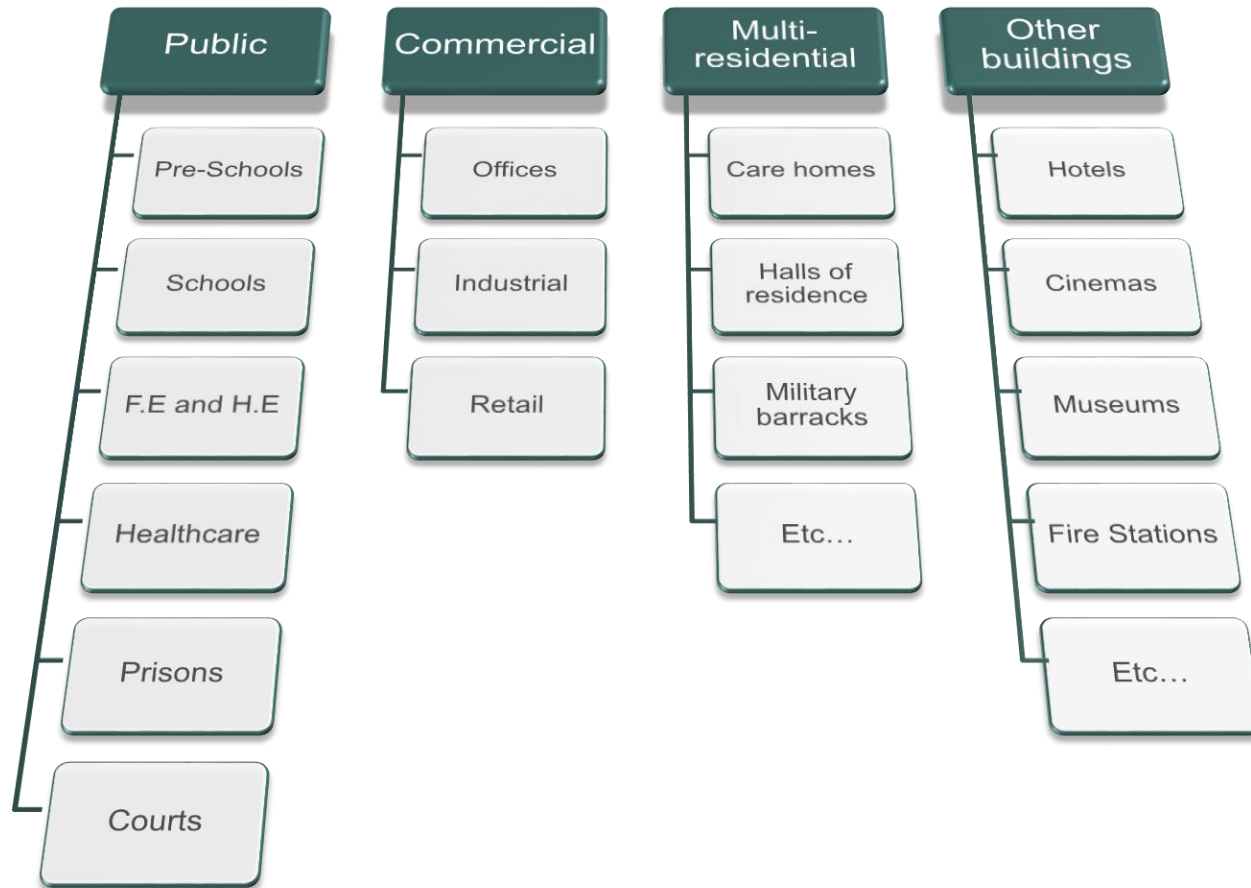 Public
Pre-Schools
Schools
F.E and H.E
Healthcare
Prisons
Courts
Commercial
Offices
Industrial
Retail
Multi-
residential
Care homes
Halls of
residence
Military
barracks
Etc…
Other
buildings
Hotels
Cinemas
Museums
Fire Stations
Etc…